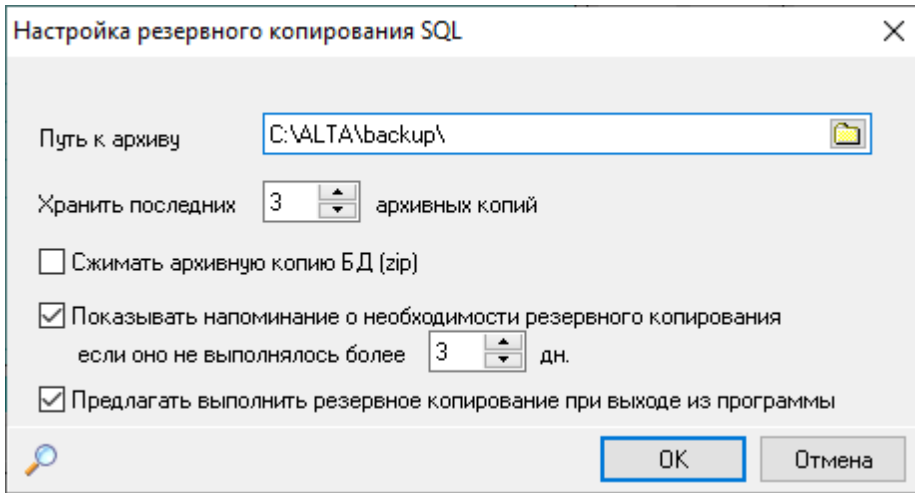 Настройка резервного копирования SQL
Путь к архиву C:\ALTA\backup\
Хранить последних 3 архивных копий
Сжимать архивную копию БД (zip)
Показывать напоминание о необходимости резервного копирования
если оно не выполнялось более 3 дн.
Предлагать выполнить резервное копирование при выходе из программы
OK Отмена